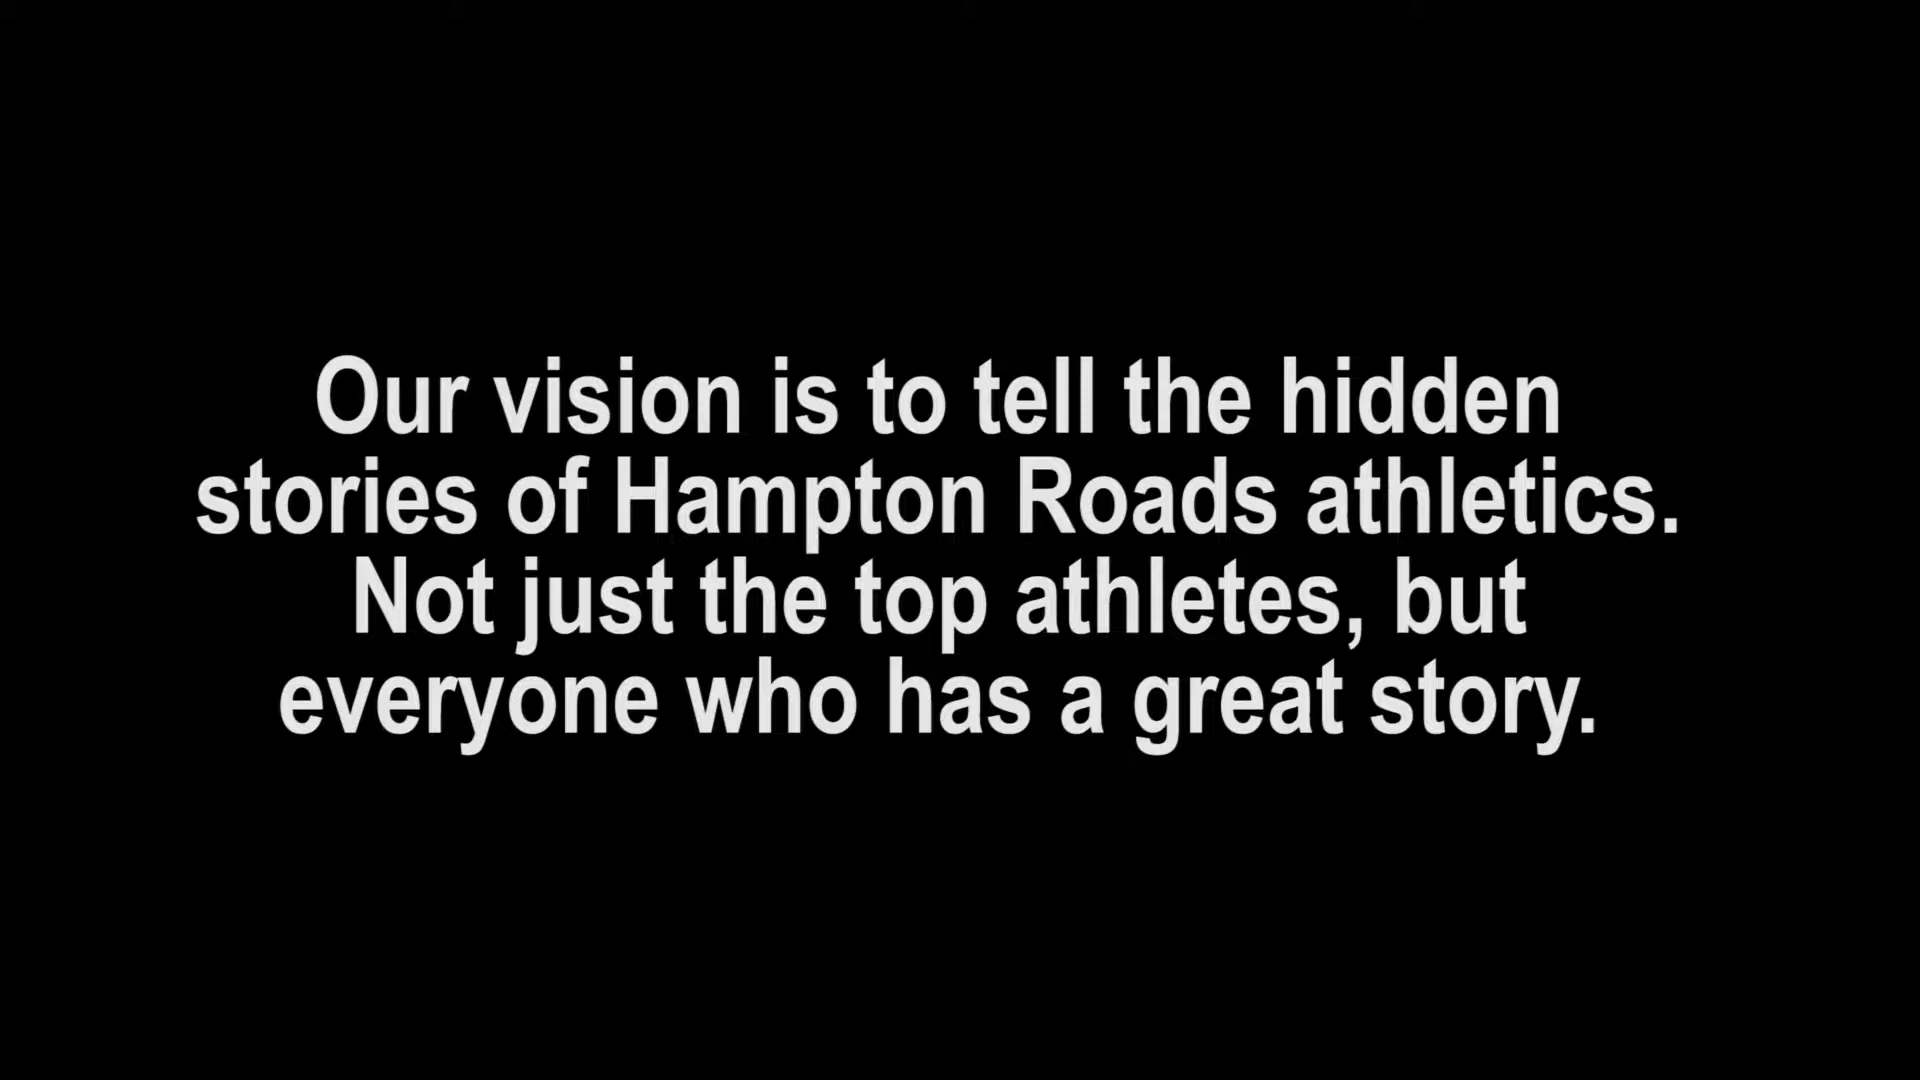 Our vision is to tell the hidden
stories of Hampton Roads athletics.
Not just the top athletes, but
everyone who has a great story.